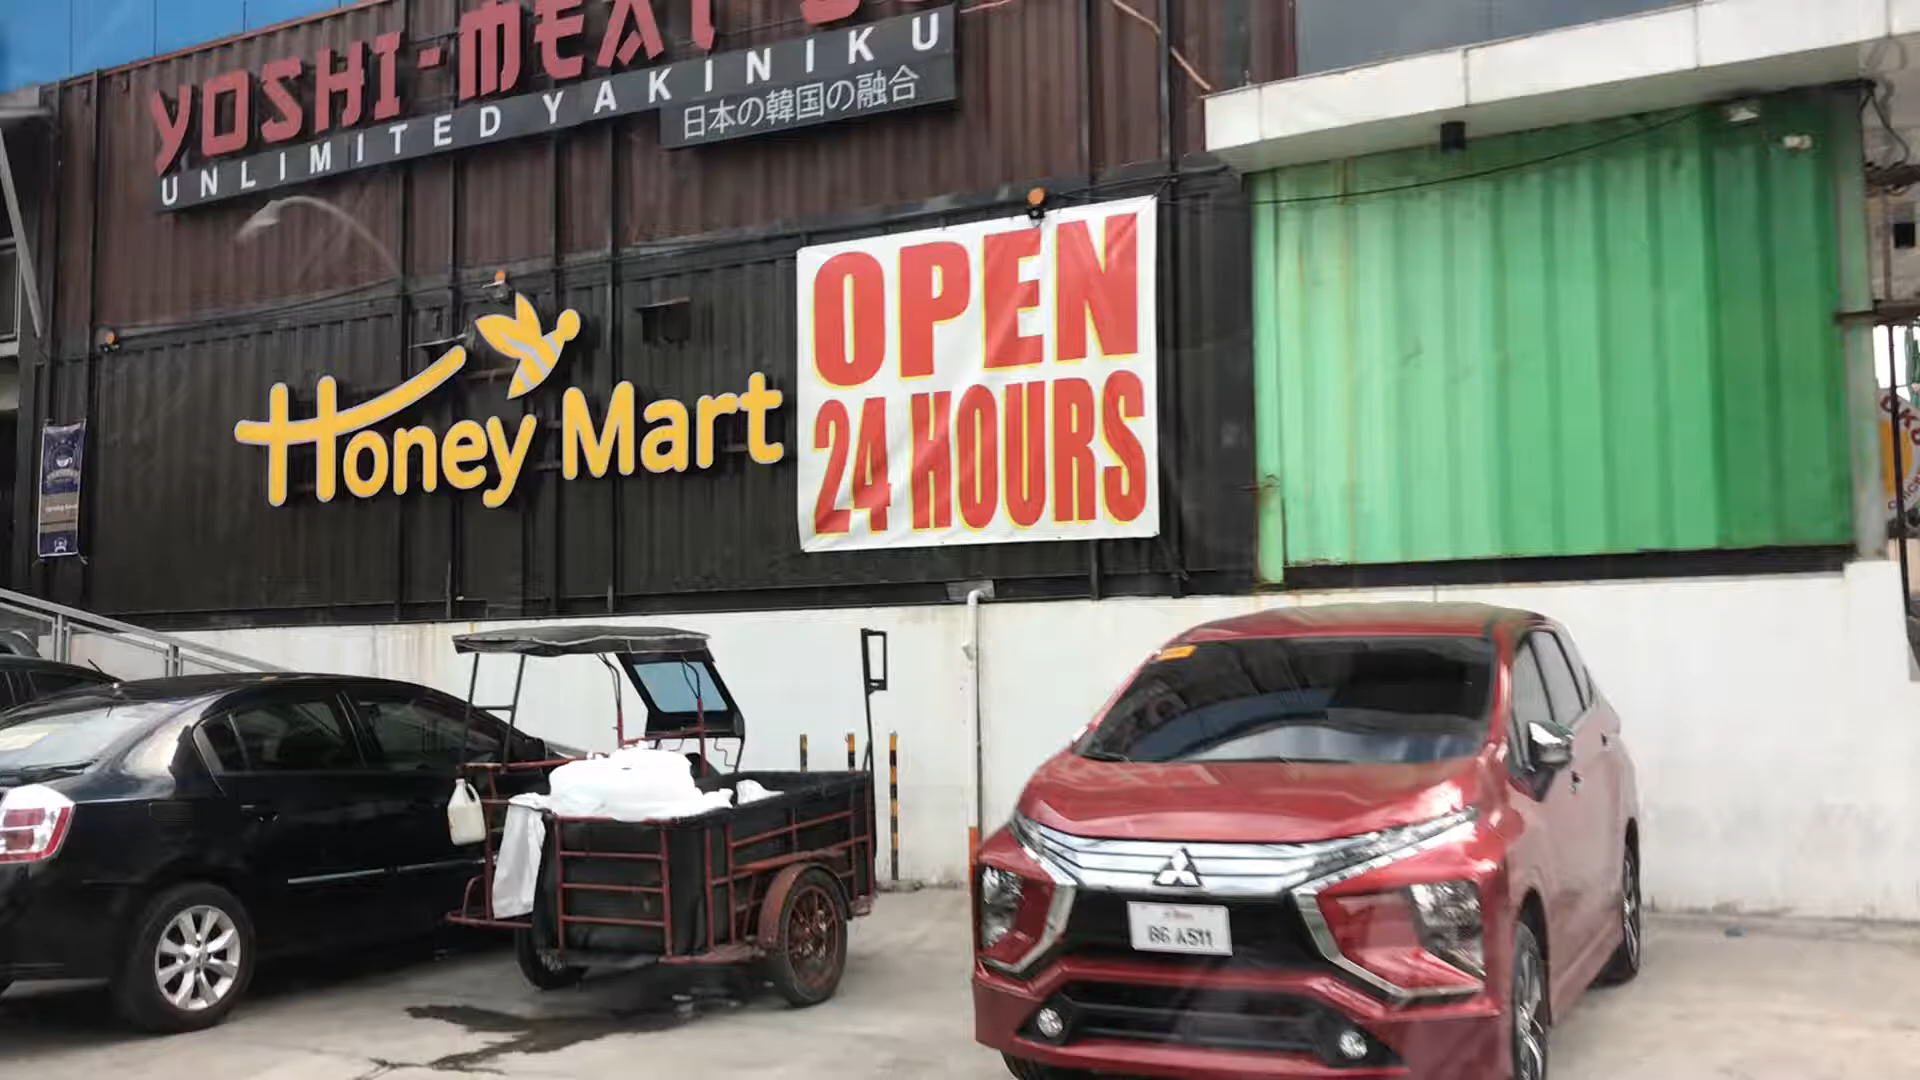 YOSHI-MEAT
UNLIMITED YAKINIKU
日本の韓国の融合
Honey Mart
OPEN
24 HOURS